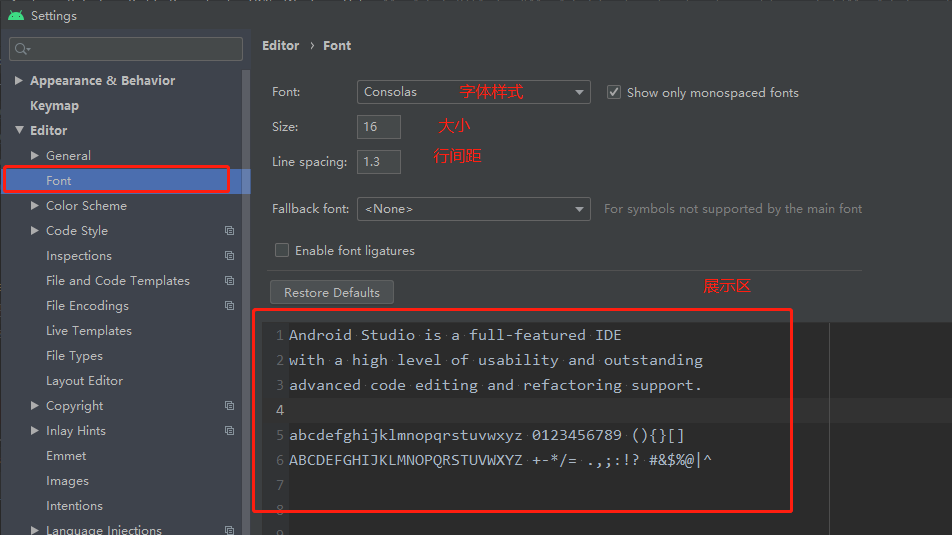 Settings
Appearance & Behavior
Keymap
Editor
General
Font
Color Scheme
Code Style
Inspections
File and Code Templates
File Encodings
Live Templates
File Types
Layout Editor
Copyright
Inlay Hints
Emmet
Images
Intentions
Language Injections
Editor › Font
Font: Consolas 字体样式 Show only monospaced fonts
Size: 16 大小
Line spacing: 1.3 行间距
Fallback font: <None> For symbols not supported by the main font
Enable font ligatures
Restore Defaults
展示区
1 Android Studio is a full-featured IDE
2 with a high level of usability and outstanding
3 advanced code editing and refactoring support.
4
5 abcdefghijklmnopqrstuvwxyz 0123456789 (){}[]
6 ABCDEFGHIJKLMNOPQRSTUVWXYZ +-*/= .,;:!? #&$%@|^
7
8
9